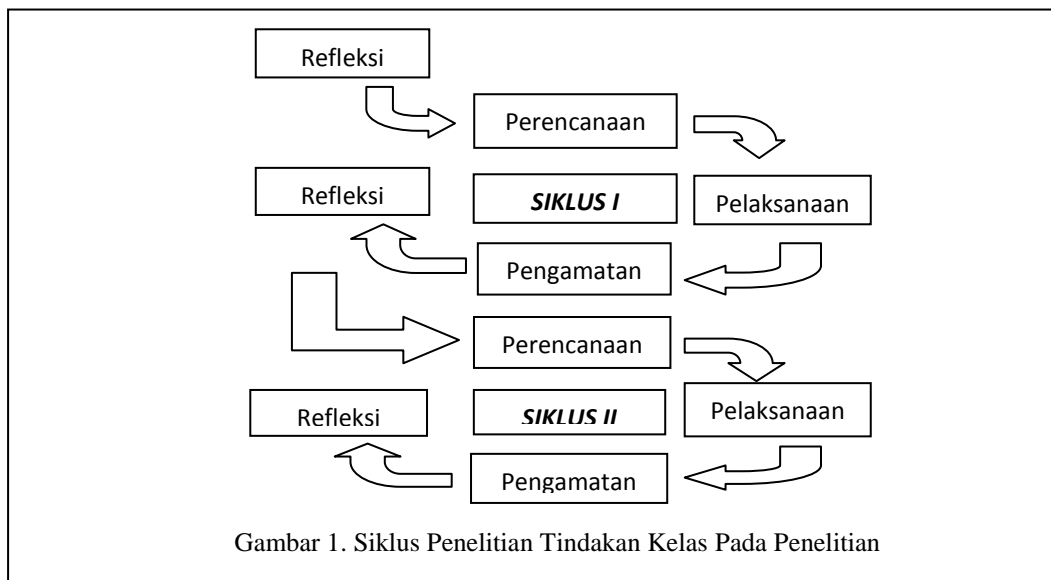 Refleksi
Perencanaan
Refleksi
SIKLUS I
Pelaksanaan
Pengamatan
Perencanaan
Refleksi
SIKLUS II
Pelaksanaan
Pengamatan
Gambar 1. Siklus Penelitian Tindakan Kelas Pada Penelitian